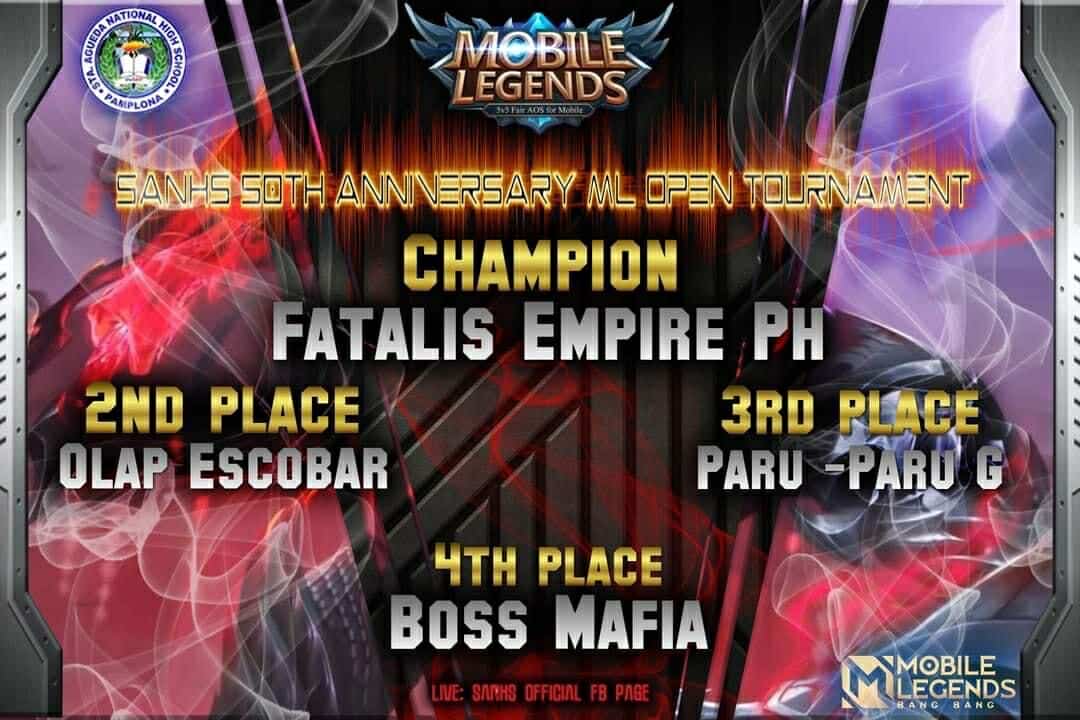 STA. AGUEDA NATIONAL HIGH SCHOOL
PAMPLONA
MOBILE
LEGENDS
5v5 Fair AOS for Mobile
SANHS 50TH ANNIVERSARY ML OPEN TOURNAMENT
CHAMPION
FATALIS EMPIRE PH
2ND PLACE
OLAP ESCOBAR
3RD PLACE
PARU -PARU G
4TH PLACE
BOSS MAFIA
LIVE: SANHS OFFICIAL FB PAGE
MOBILE
LEGENDS
BANG BANG